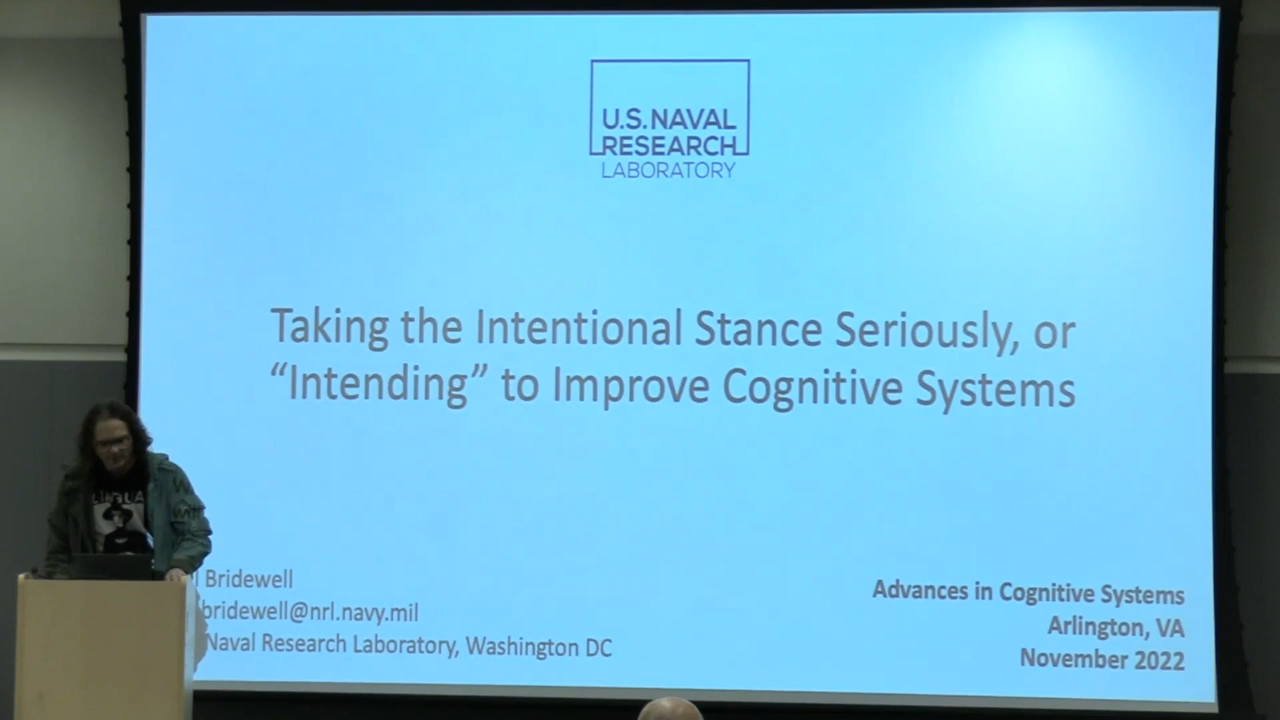 U.S. NAVAL
RESEARCH
LABORATORY
Taking the Intentional Stance Seriously, or
“Intending” to Improve Cognitive Systems
Bridewell
bridewell@nrl.navy.mil
Naval Research Laboratory, Washington DC
Advances in Cognitive Systems
Arlington, VA
November 2022